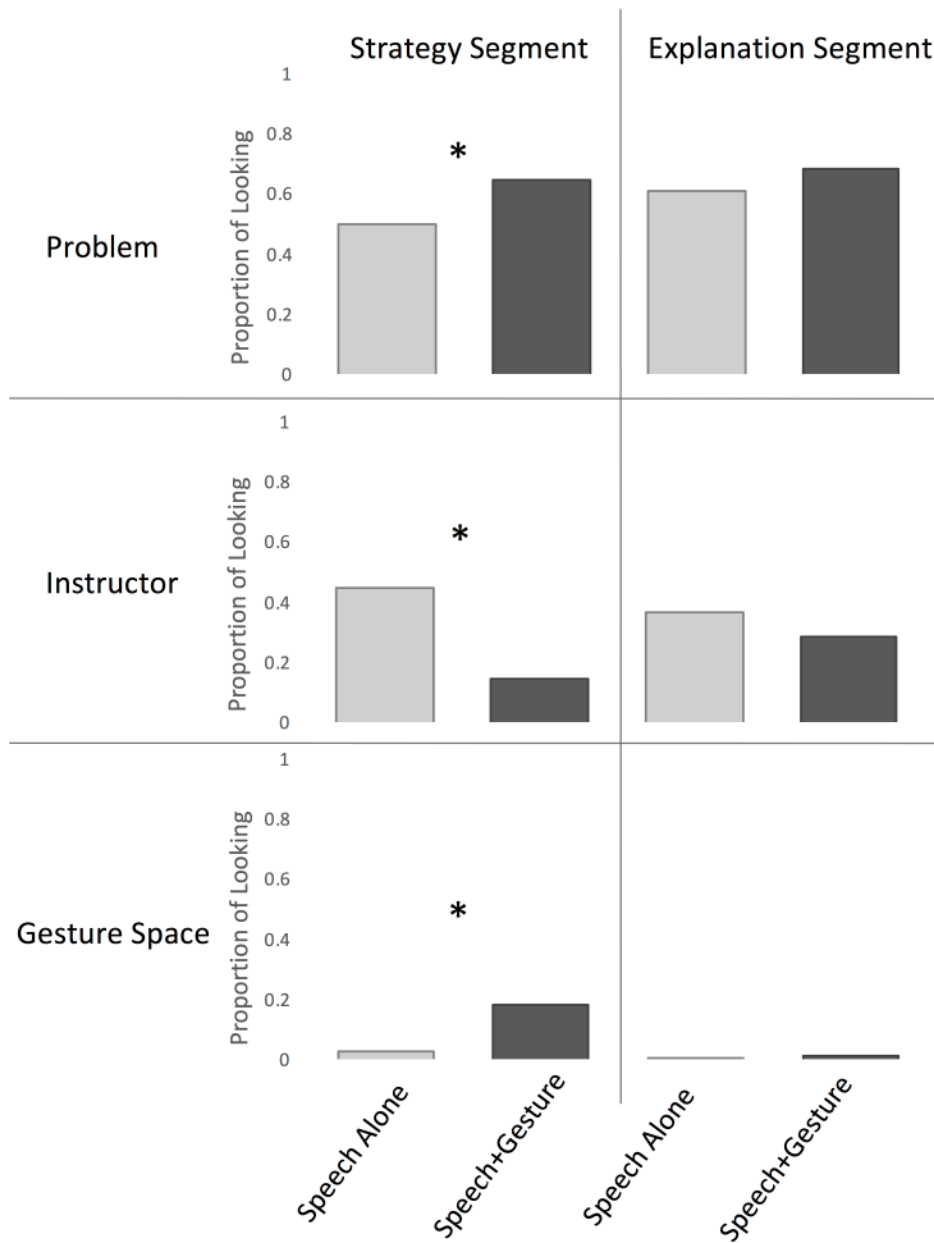 Strategy Segment
Explanation Segment
Problem
Proportion of Looking
1
0.8
0.6
0.4
0.2
0
*
Instructor
Proportion of Looking
1
0.8
0.6
0.4
0.2
0
*
Gesture Space
Proportion of Looking
1
0.8
0.6
0.4
0.2
0
*
Speech Alone
Speech+Gesture
Speech Alone
Speech+Gesture